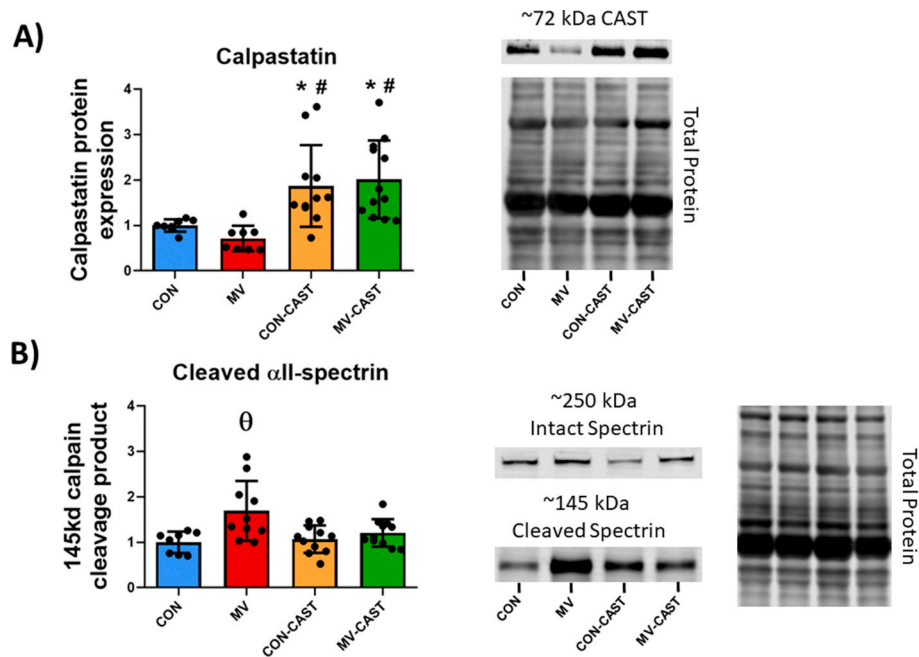 A)
Calpastatin
Calpastatin protein
expression
4
3
2
1
0
* #
* #
CON
MV
CON-CAST
MV-CAST
~72 kDa CAST
Total Protein
CON
MV
CON-CAST
MV-CAST
B)
Cleaved αII-spectrin
145kd calpain
cleavage product
4
3
2
1
0
θ
CON
MV
CON-CAST
MV-CAST
~250 kDa
Intact Spectrin
~145 kDa
Cleaved Spectrin
CON
MV
CON-CAST
MV-CAST
Total Protein